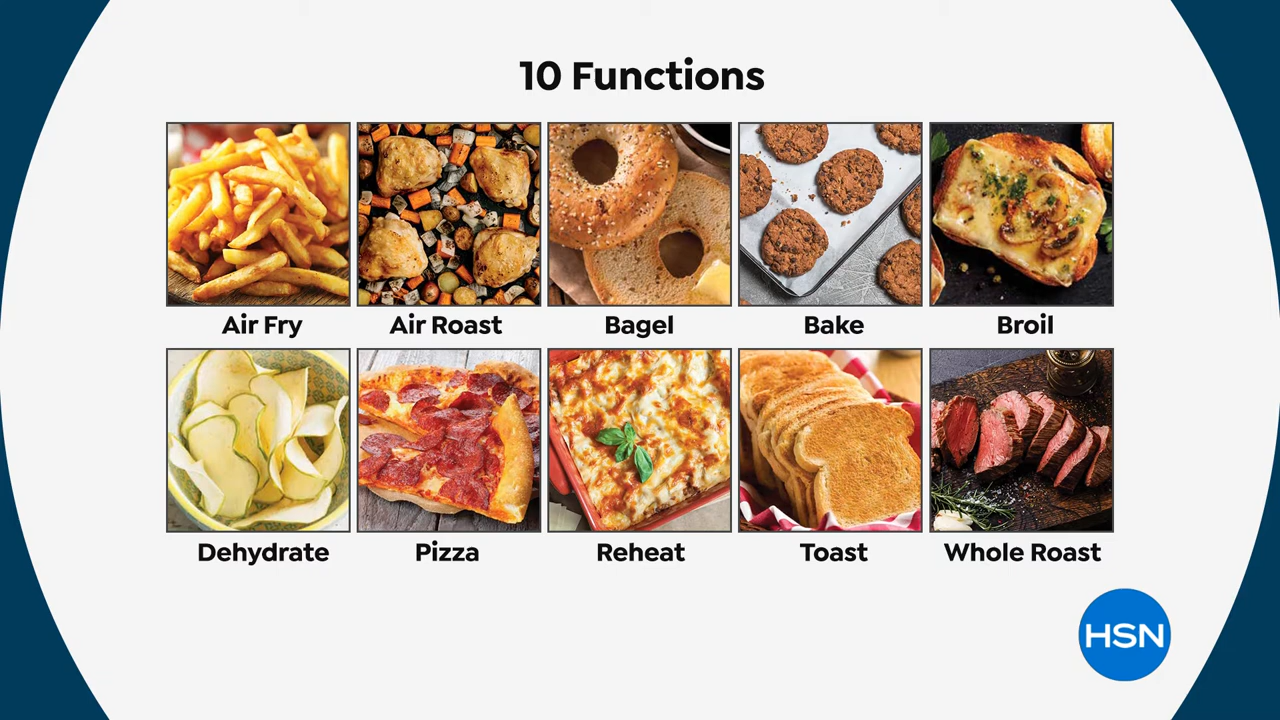 10 Functions
Air Fry
Air Roast
Bagel
Bake
Broil
Dehydrate
Pizza
Reheat
Toast
Whole Roast
HSN